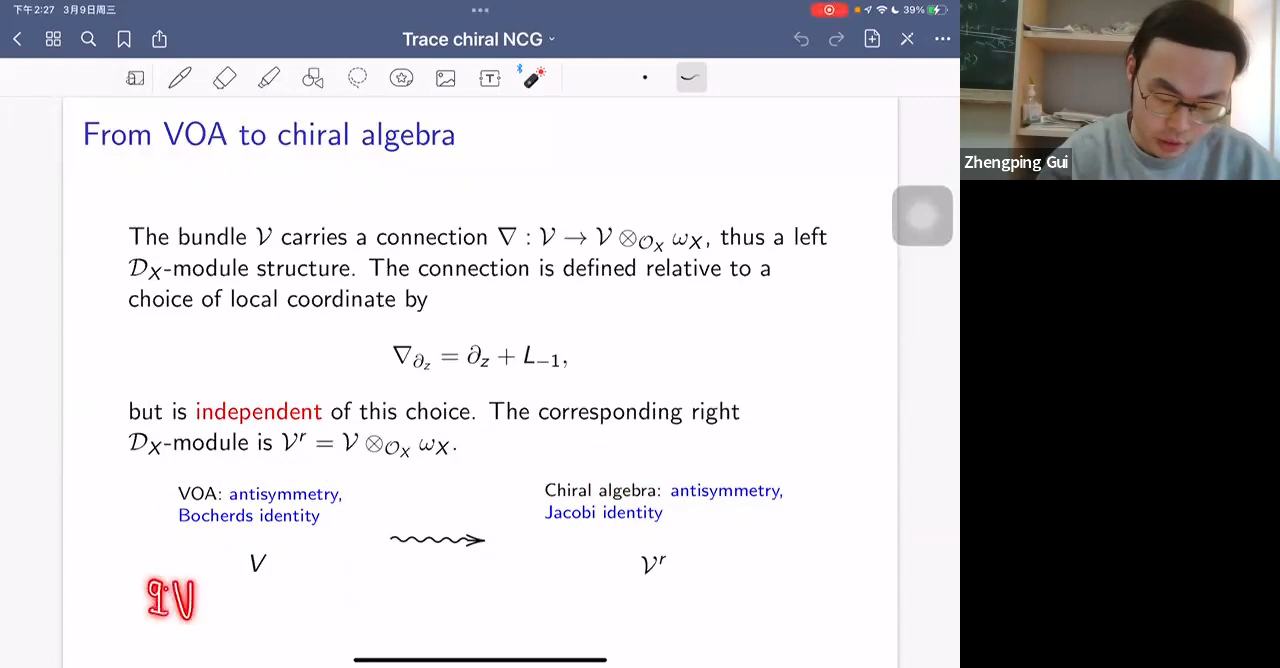 下午2:27 3月9日周三
39%
Trace chiral NCG
From VOA to chiral algebra
Zhengping Gui
The bundle 𝒱 carries a connection ∇ : 𝒱 → 𝒱 ⊗_{𝒪_X} ω_X, thus a left
𝒟_X-module structure. The connection is defined relative to a
choice of local coordinate by
∇_{∂_z} = ∂_z + L_{−1},
but is independent of this choice. The corresponding right
𝒟_X-module is 𝒱^r = 𝒱 ⊗_{𝒪_X} ω_X.
VOA: antisymmetry,
Bocherds identity
V
Chiral algebra: antisymmetry,
Jacobi identity
𝒱^r